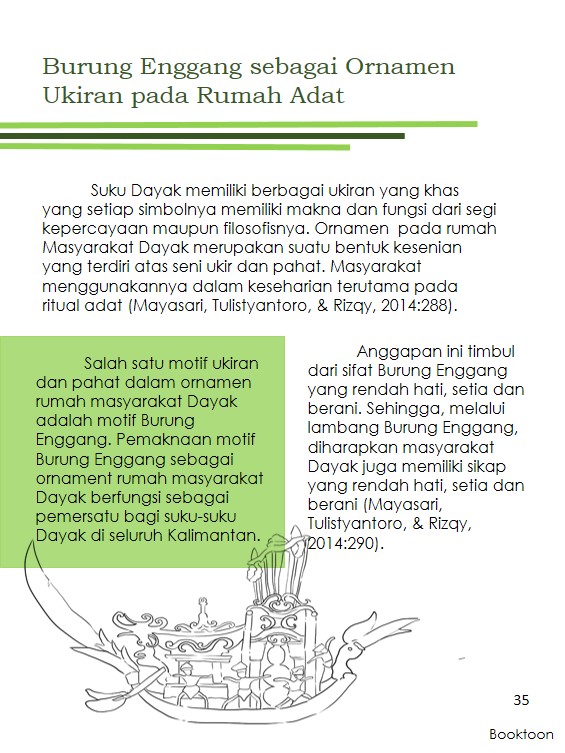 Burung Enggang sebagai Ornamen
Ukiran pada Rumah Adat
Suku Dayak memiliki berbagai ukiran yang khas
yang setiap simbolnya memiliki makna dan fungsi dari segi
kepercayaan maupun filosofisnya. Ornamen pada rumah
Masyarakat Dayak merupakan suatu bentuk kesenian
yang terdiri atas seni ukir dan pahat. Masyarakat
menggunakannya dalam keseharian terutama pada
ritual adat (Mayasari, Tulistyantoro, & Rizqy, 2014:288).
Salah satu motif ukiran
dan pahat dalam ornamen
rumah masyarakat Dayak
adalah motif Burung
Enggang. Pemaknaan motif
Burung Enggang sebagai
ornament rumah masyarakat
Dayak berfungsi sebagai
pemersatu bagi suku-suku
Dayak di seluruh Kalimantan.
Anggapan ini timbul
dari sifat Burung Enggang
yang rendah hati, setia dan
berani. Sehingga, melalui
lambang Burung Enggang,
diharapkan masyarakat
Dayak juga memiliki sikap
yang rendah hati, setia dan
berani (Mayasari,
Tulistyantoro, & Rizqy,
2014:290).
35
Booktoon